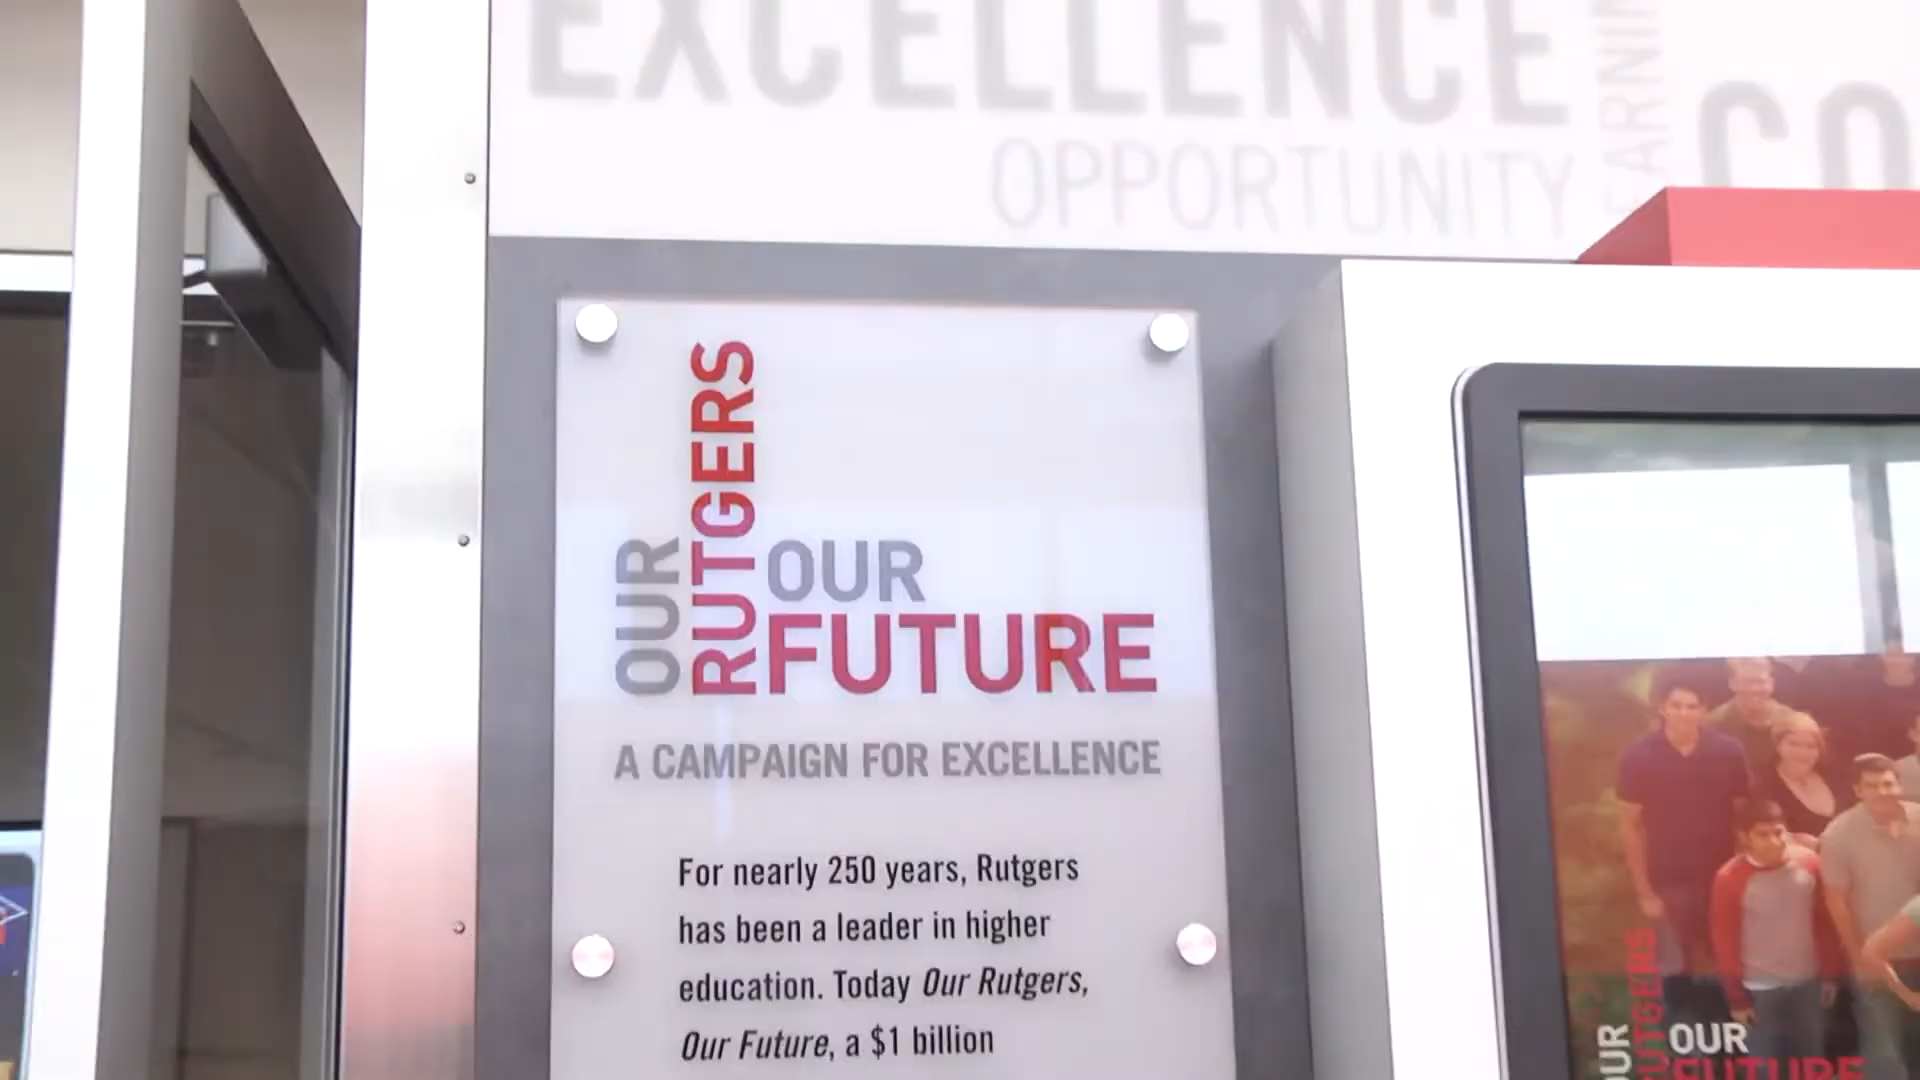 EXCELLENCE
OPPORTUNITY
OUR
RUTGERS
OUR
FUTURE
A CAMPAIGN FOR EXCELLENCE
For nearly 250 years, Rutgers
has been a leader in higher
education. Today Our Rutgers,
Our Future, a $1 billion
OUR
RUTGERS
OUR
FUTURE